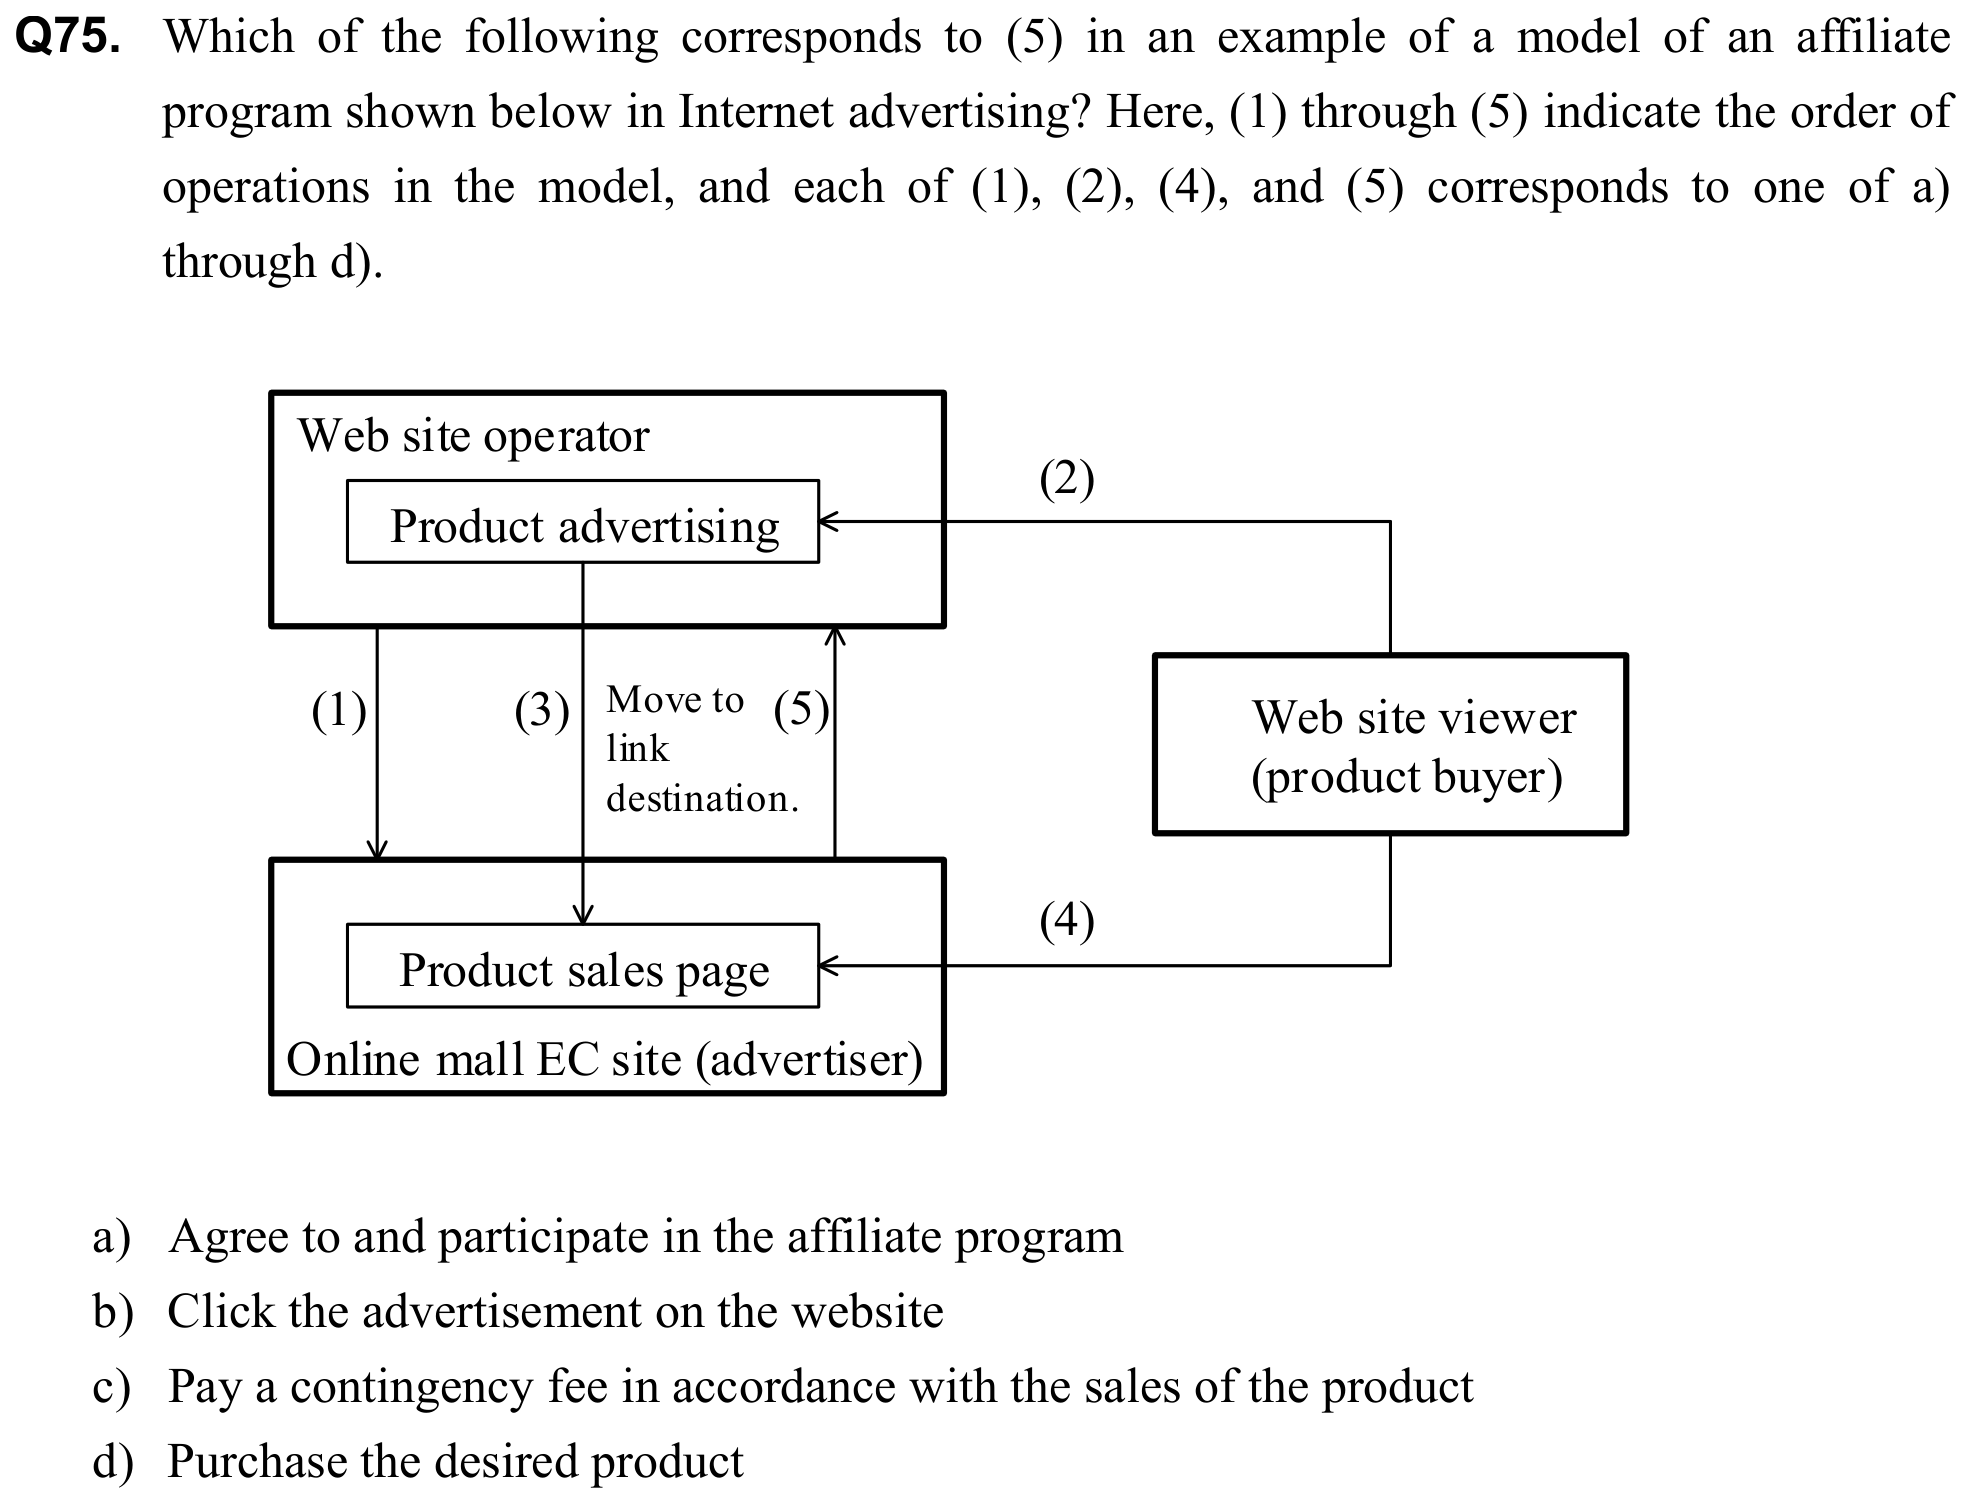 Q75. Which of the following corresponds to (5) in an example of a model of an affiliate
program shown below in Internet advertising? Here, (1) through (5) indicate the order of
operations in the model, and each of (1), (2), (4), and (5) corresponds to one of a)
through d).
Web site operator
Product advertising
(2)
(1)
(3)
Move to
link
destination.
(5)
Web site viewer
(product buyer)
(4)
Product sales page
Online mall EC site (advertiser)
a) Agree to and participate in the affiliate program
b) Click the advertisement on the website
c) Pay a contingency fee in accordance with the sales of the product
d) Purchase the desired product